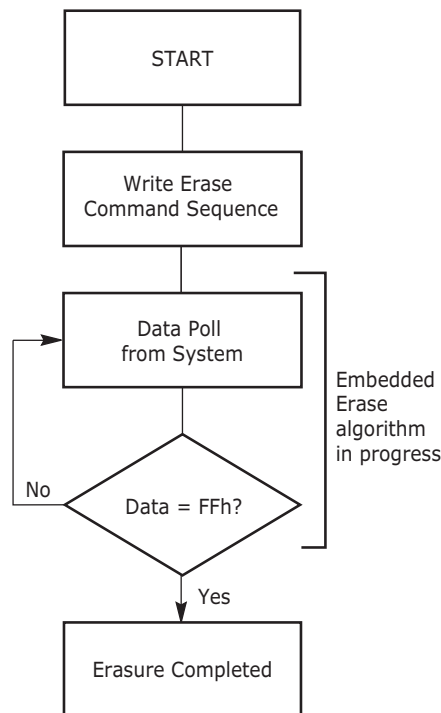 START
Write Erase
Command Sequence
Data Poll
from System
Embedded
Erase
algorithm
in progress
No
Data = FFh?
Yes
Erasure Completed